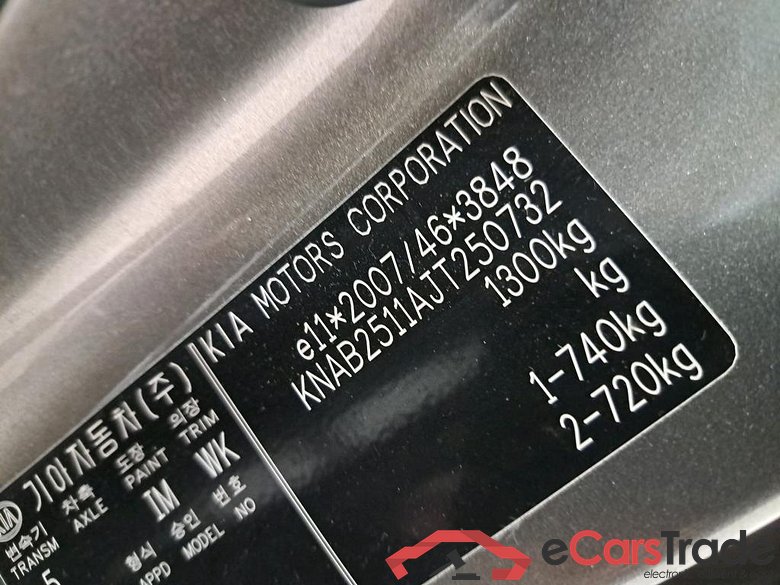 KIA MOTORS CORPORATION
e11*2007/46*3848
KNAB2511AJT250732
1300kg
kg
1-740kg
2-720kg
KIA 기아자동차(주)
변속기 차축 도장 의장
TRANSM AXLE PAINT TRIM
5 IM WK
형식 승인 번호
APPD MODEL NO
eCarsTrade